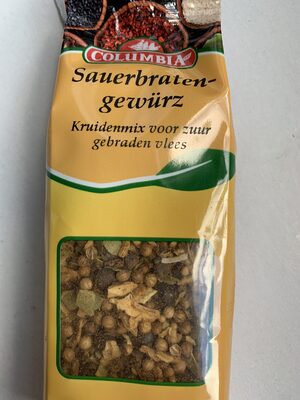 COLUMBIA
Sauerbraten-
gewürz
Kruidenmix voor zuur
gebraden vlees